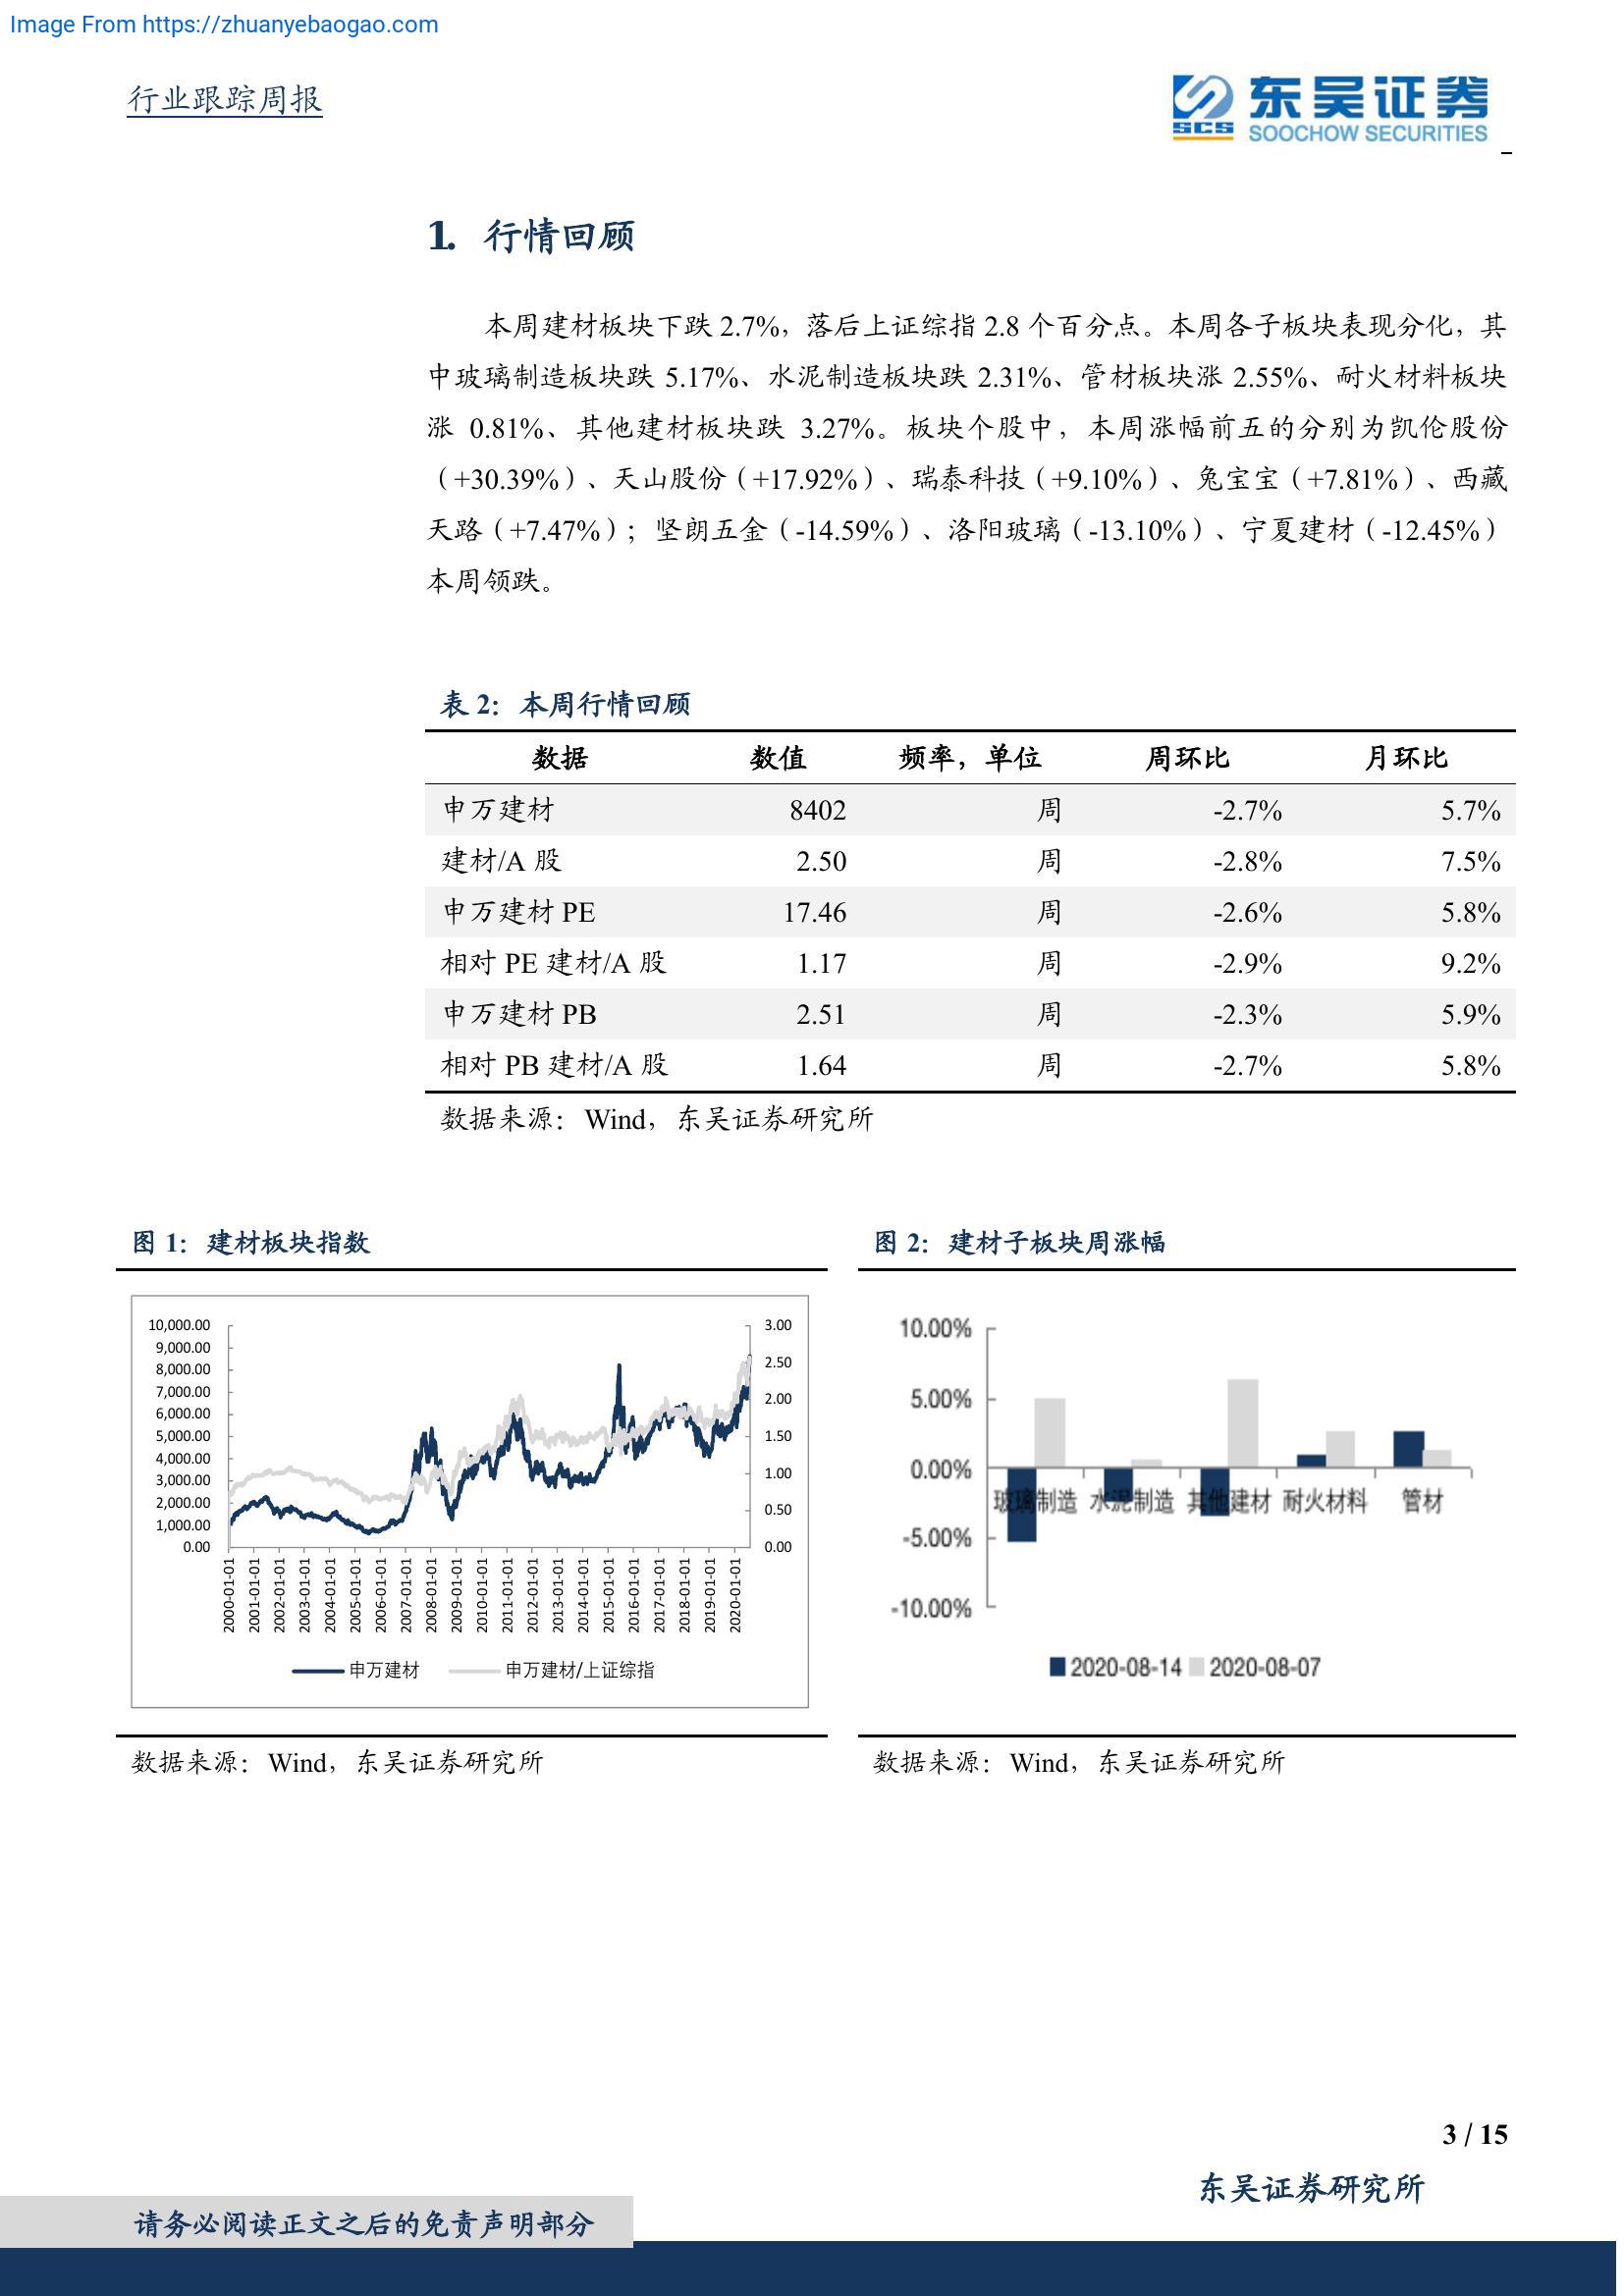 Image From https://zhuanyebaogao.com
行业跟踪周报
SCS
东吴证券
SOOCHOW SECURITIES
1. 行情回顾
本周建材板块下跌 2.7%，落后上证综指 2.8 个百分点。本周各子板块表现分化，其
中玻璃制造板块跌 5.17%、水泥制造板块跌 2.31%、管材板块涨 2.55%、耐火材料板块
涨 0.81%、其他建材板块跌 3.27%。板块个股中，本周涨幅前五的分别为凯伦股份
（+30.39%）、天山股份（+17.92%）、瑞泰科技（+9.10%）、兔宝宝（+7.81%）、西藏
天路（+7.47%）；坚朗五金（-14.59%）、洛阳玻璃（-13.10%）、宁夏建材（-12.45%）
本周领跌。
表 2：本周行情回顾
数据 数值 频率，单位 周环比 月环比
申万建材 8402 周 -2.7% 5.7%
建材/A 股 2.50 周 -2.8% 7.5%
申万建材 PE 17.46 周 -2.6% 5.8%
相对 PE 建材/A 股 1.17 周 -2.9% 9.2%
申万建材 PB 2.51 周 -2.3% 5.9%
相对 PB 建材/A 股 1.64 周 -2.7% 5.8%
数据来源：Wind，东吴证券研究所
图 1：建材板块指数
10,000.00 3.00
9,000.00
8,000.00 2.50
7,000.00 2.00
6,000.00
5,000.00 1.50
4,000.00
3,000.00 1.00
2,000.00 0.50
1,000.00
0.00 0.00
2000-01-01
2001-01-01
2002-01-01
2003-01-01
2004-01-01
2005-01-01
2006-01-01
2007-01-01
2008-01-01
2009-01-01
2010-01-01
2011-01-01
2012-01-01
2013-01-01
2014-01-01
2015-01-01
2016-01-01
2017-01-01
2018-01-01
2019-01-01
2020-01-01
申万建材 申万建材/上证综指
数据来源：Wind，东吴证券研究所
图 2：建材子板块周涨幅
10.00%
5.00%
0.00%
玻璃制造 水泥制造 其他建材 耐火材料 管材
-5.00%
-10.00%
2020-08-14 2020-08-07
数据来源：Wind，东吴证券研究所
3 / 15
东吴证券研究所
请务必阅读正文之后的免责声明部分